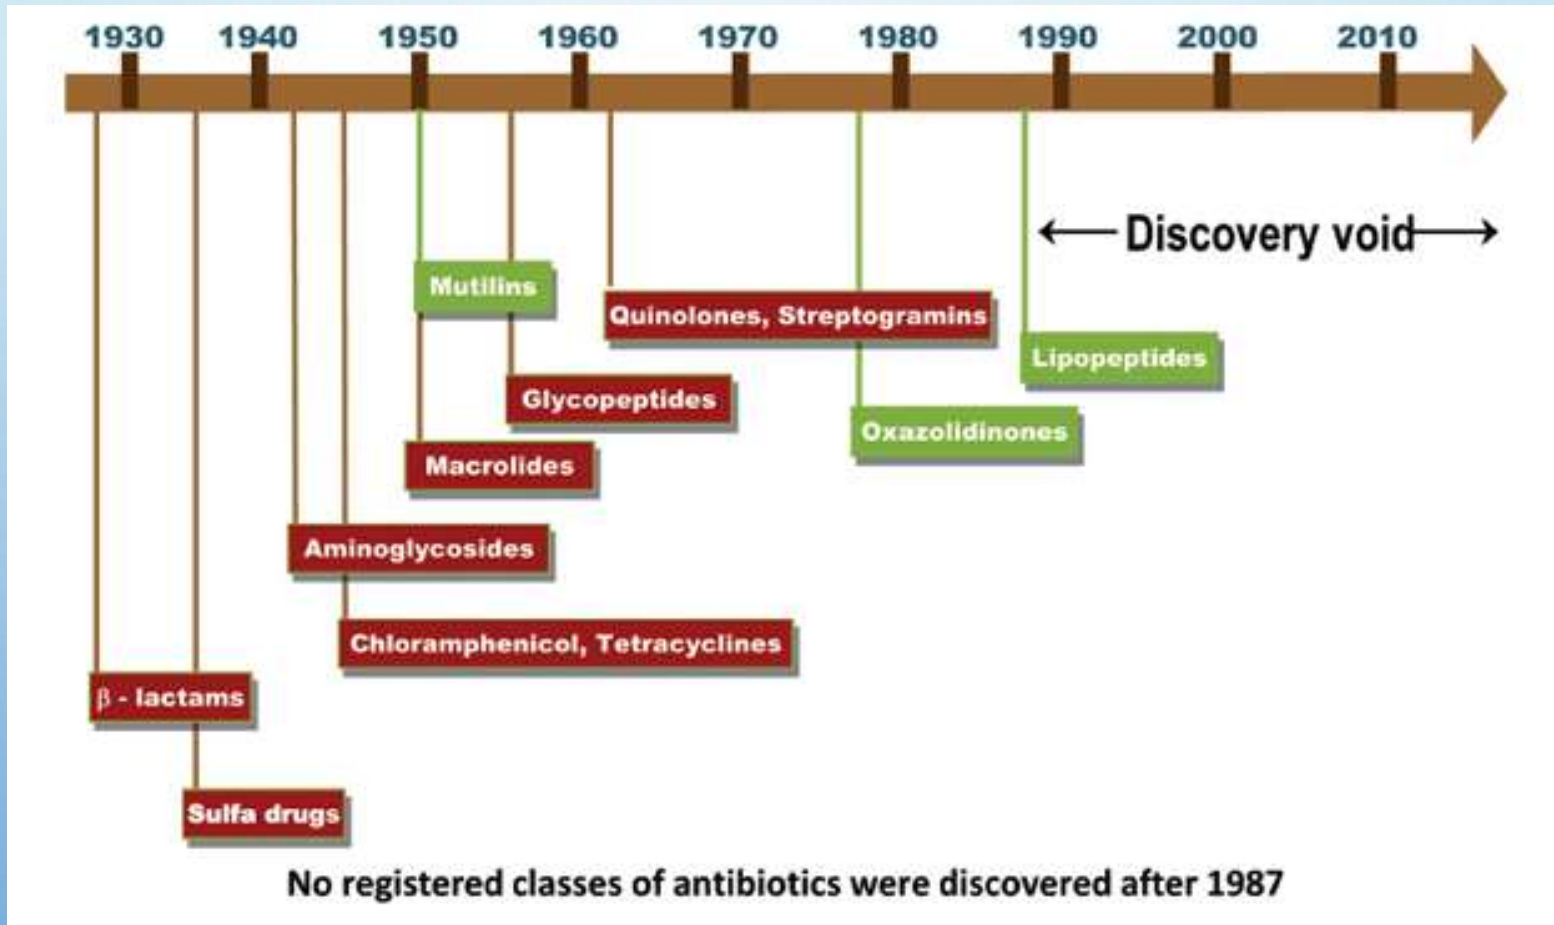 1930 1940 1950 1960 1970 1980 1990 2000 2010
Discovery void
Mutilins
Quinolones, Streptogramins
Lipopeptides
Glycopeptides
Oxazolidinones
Macrolides
Aminoglycosides
Chloramphenicol, Tetracyclines
β - lactams
Sulfa drugs
No registered classes of antibiotics were discovered after 1987